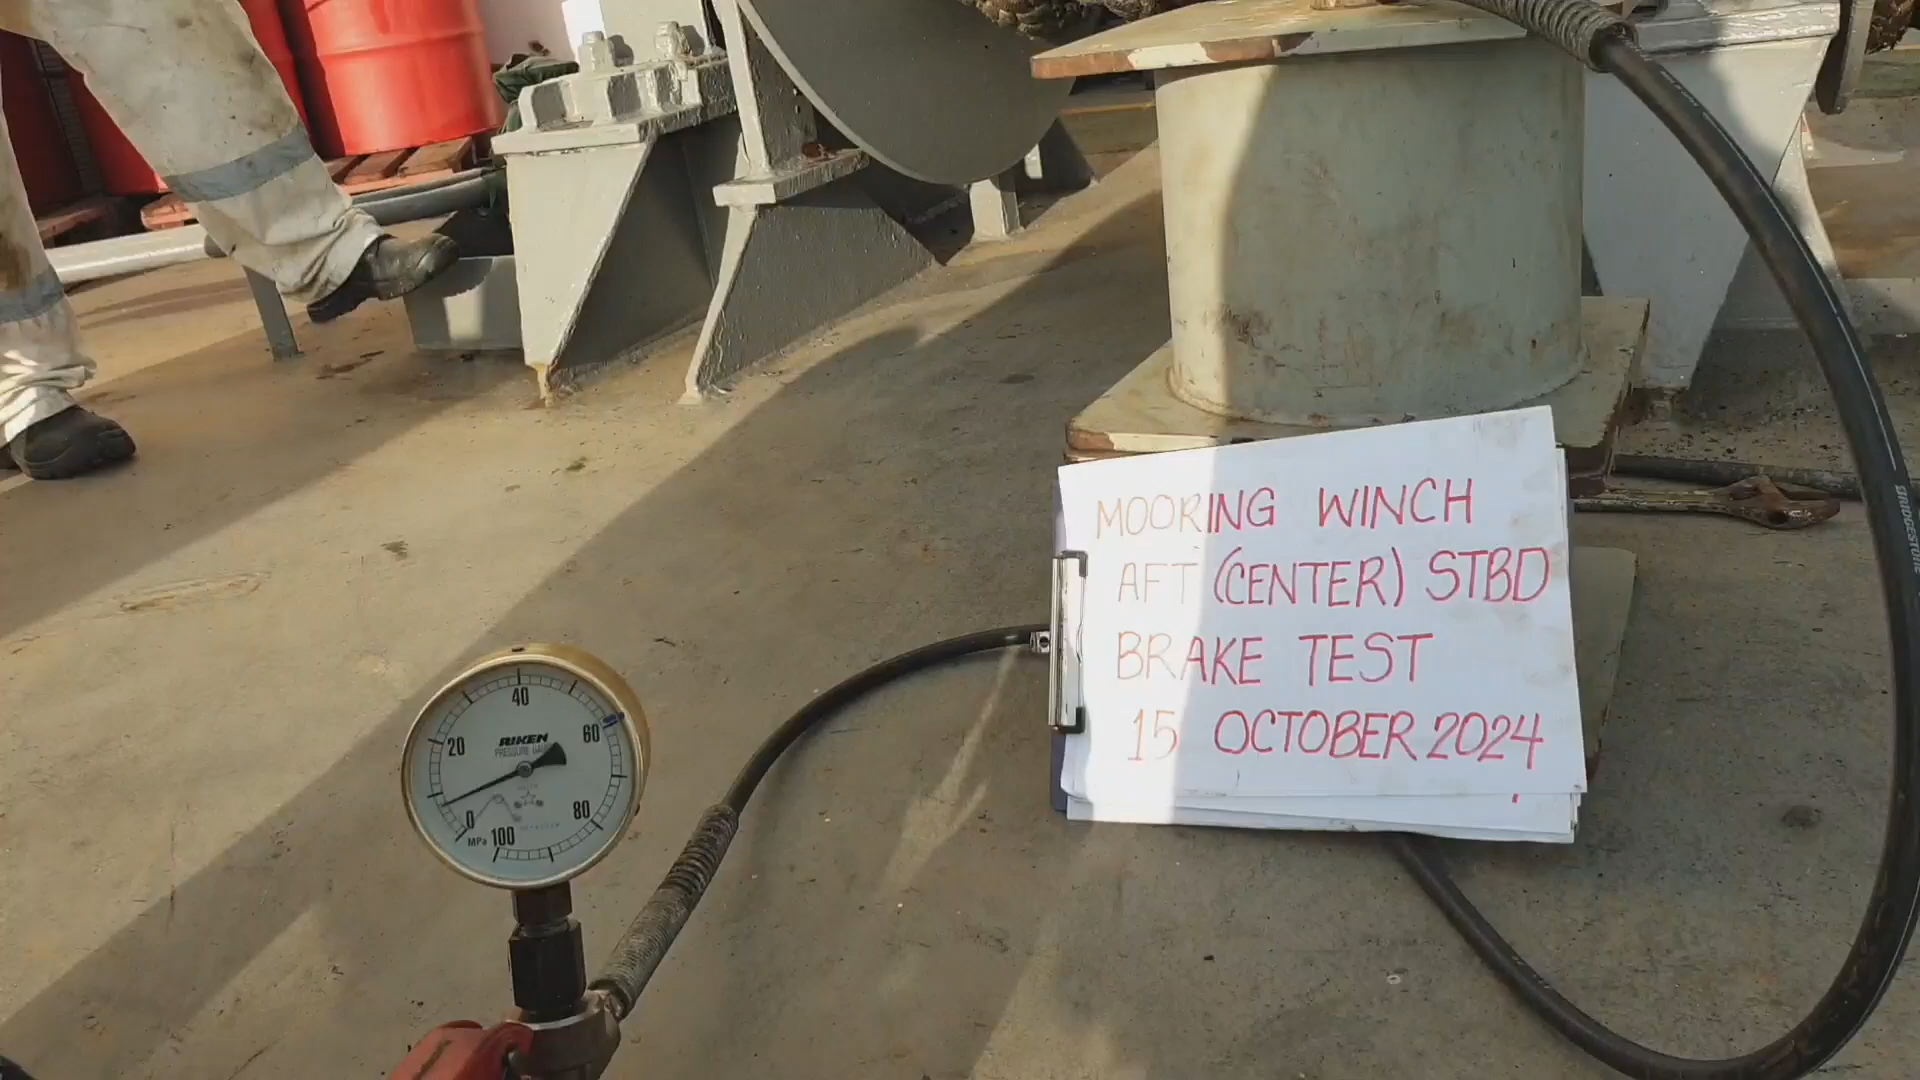 MOORING WINCH
AFT (CENTER) STBD
BRAKE TEST
15 OCTOBER 2024
40
20
60
RIKEN
PRESSURE GAUGE
0
80
MPa
100
BRIDGESTONE